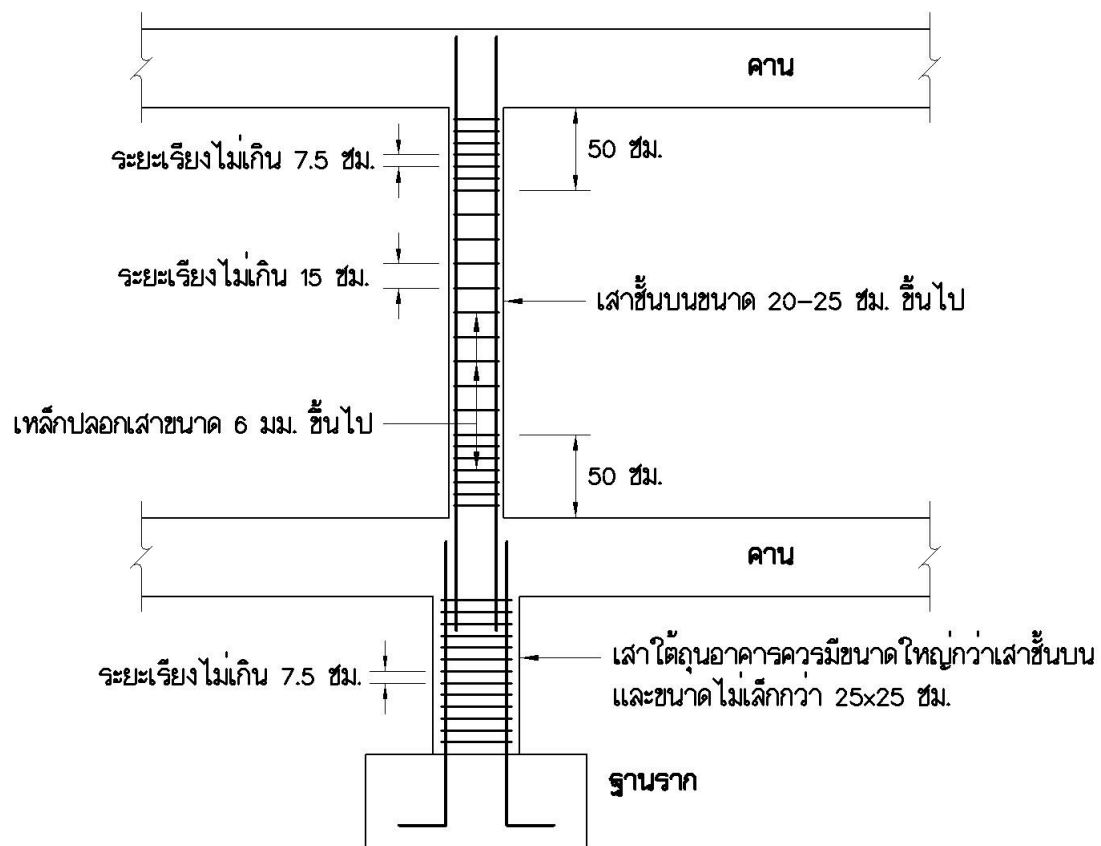 คาน
50 ซม.
ระยะเรียงไม่เกิน 7.5 ซม.
ระยะเรียงไม่เกิน 15 ซม.
เสาชั้นบนขนาด 20-25 ซม. ขึ้นไป
เหล็กปลอกเสาขนาด 6 มม. ขึ้นไป
50 ซม.
คาน
เสาใต้ถุนอาคารควรมีขนาดใหญ่กว่าเสาชั้นบน
และขนาดไม่เล็กกว่า 25x25 ซม.
ระยะเรียงไม่เกิน 7.5 ซม.
ฐานราก